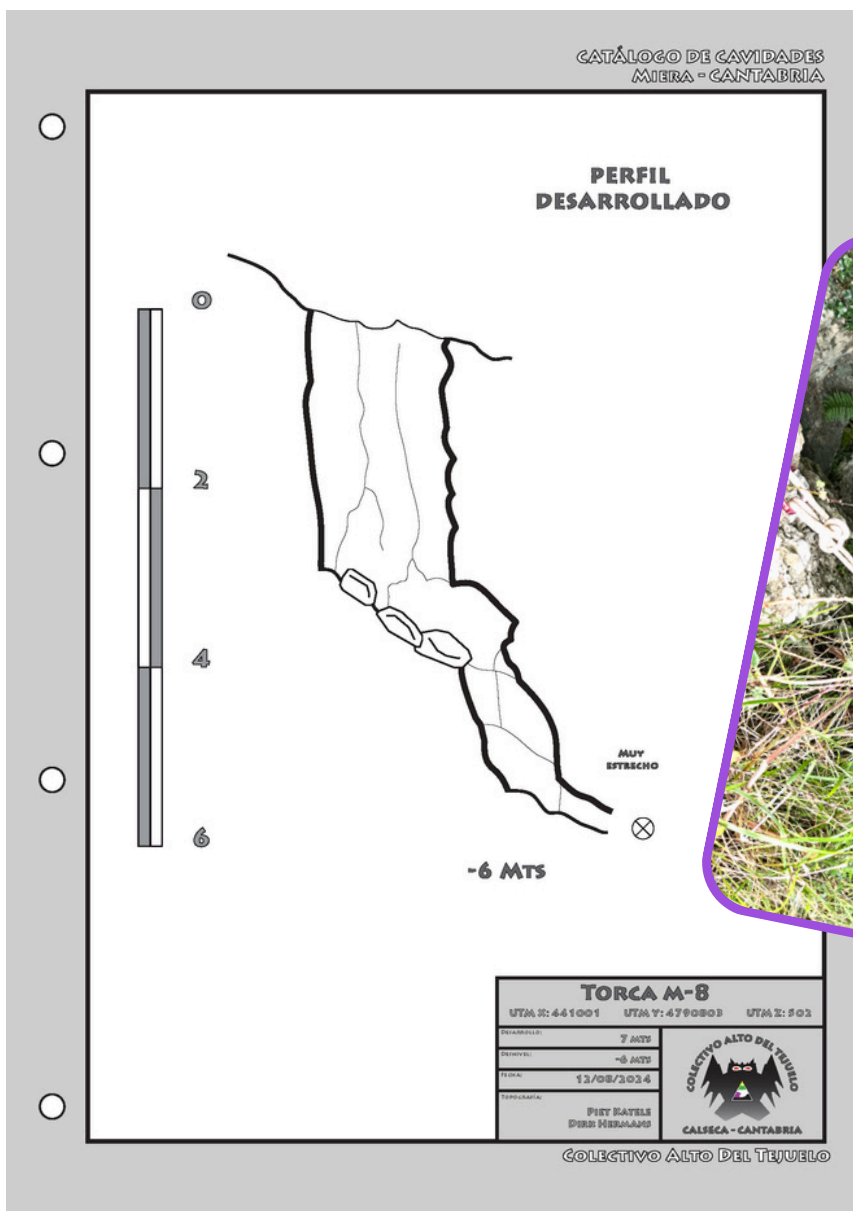 CATÁLOGO DE CAVIDADES
MIERA - CANTABRIA
PERFIL
DESARROLLADO
0
2
4
6
MUY
ESTRECHO
-6 MTS
TORCA M-8
UTM X: 441001 UTM Y: 4790803 UTM Z: 502
DESARROLLO: 7 MTS
DESNIVEL: -6 MTS
FECHA: 12/08/2024
TOPOGRAFÍA:
PIET KATELE
DIRK HERMANS
COLECTIVO ALTO DEL TEJUELO
CALSECA - CANTABRIA
COLECTIVO ALTO DEL TEJUELO